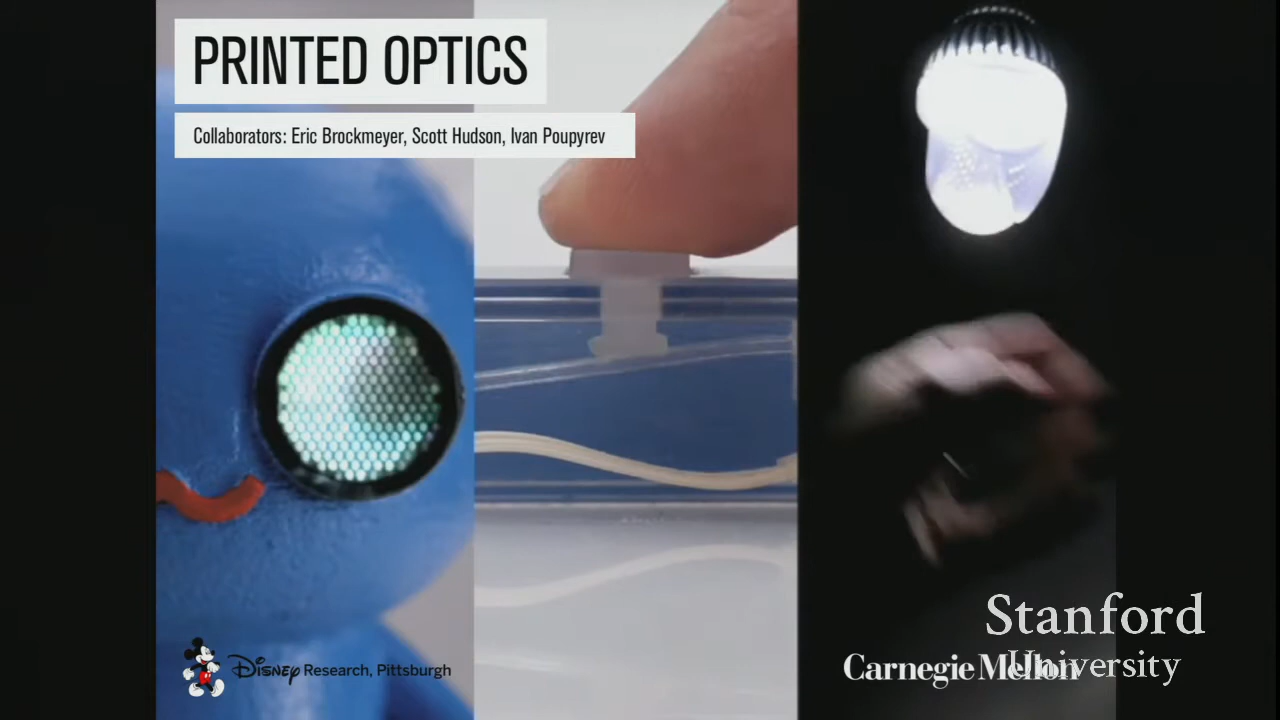 PRINTED OPTICS
Collaborators: Eric Brockmeyer, Scott Hudson, Ivan Poupyrev
Disney Research, Pittsburgh
Carnegie Mellon
Stanford
University